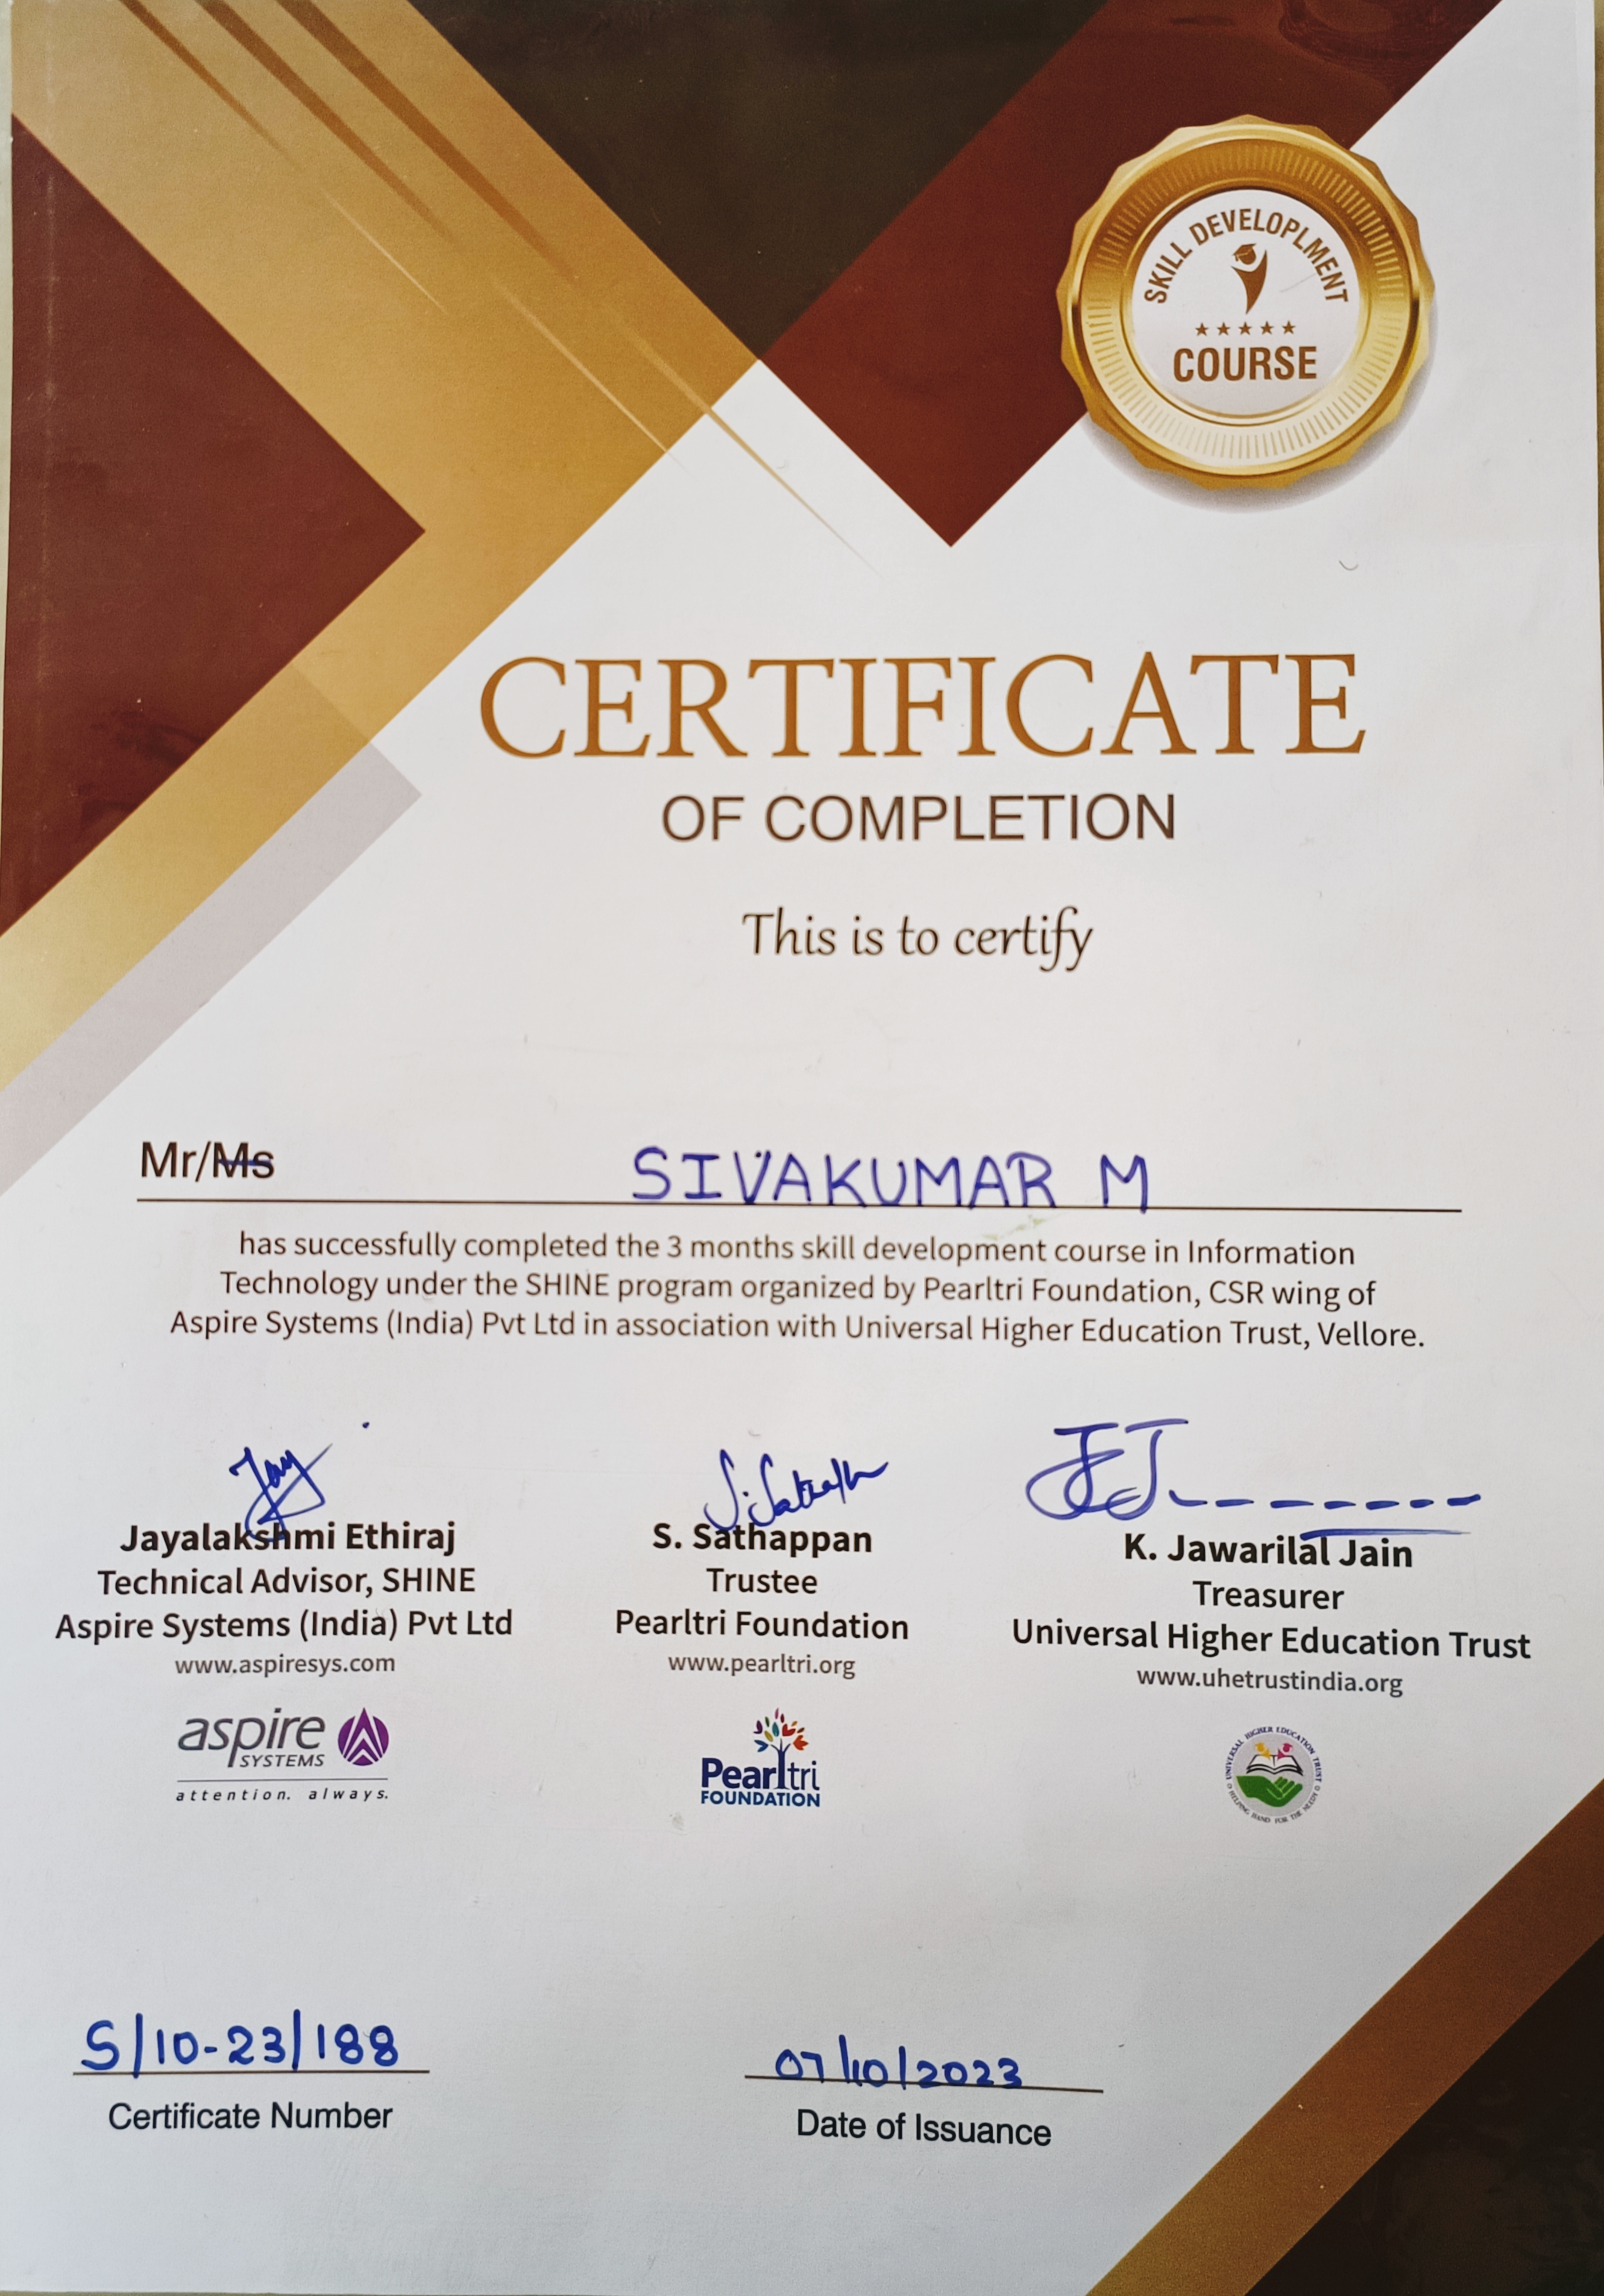 SKILL DEVELOPLMENT
COURSE
CERTIFICATE
OF COMPLETION
This is to certify
Mr/Ms SIVAKUMAR M
has successfully completed the 3 months skill development course in Information
Technology under the SHINE program organized by Pearltri Foundation, CSR wing of
Aspire Systems (India) Pvt Ltd in association with Universal Higher Education Trust, Vellore.
Jay
S. Sathappan
Jayalakshmi Ethiraj
Technical Advisor, SHINE
Aspire Systems (India) Pvt Ltd
www.aspiresys.com
aspire
SYSTEMS
attention. always.
S. Sathappan
Trustee
Pearltri Foundation
www.pearltri.org
Pearltri
FOUNDATION
K. Jawarilal Jain
Treasurer
Universal Higher Education Trust
www.uhetrustindia.org
UNIVERSAL HIGHER EDUCATION TRUST
HELPING HAND FOR THE NEEDY
S/10-23/188
Certificate Number
07/10/2023
Date of Issuance